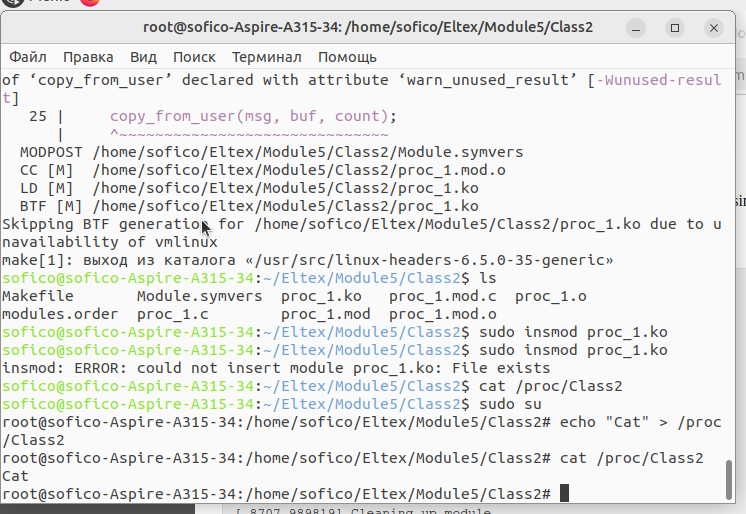 root@sofico-Aspire-A315-34: /home/sofico/Eltex/Module5/Class2
Файл Правка Вид Поиск Терминал Помощь
of ‘copy_from_user’ declared with attribute ‘warn_unused_result’ [-Wunused-resul
t]
25 | copy_from_user(msg, buf, count);
| ^~~~~~~~~~~~~~~~~~~~~~~~~~~~~~~
MODPOST /home/sofico/Eltex/Module5/Class2/Module.symvers
CC [M] /home/sofico/Eltex/Module5/Class2/proc_1.mod.o
LD [M] /home/sofico/Eltex/Module5/Class2/proc_1.ko
BTF [M] /home/sofico/Eltex/Module5/Class2/proc_1.ko
Skipping BTF generation for /home/sofico/Eltex/Module5/Class2/proc_1.ko due to u
navailability of vmlinux
make[1]: выход из каталога «/usr/src/linux-headers-6.5.0-35-generic»
sofico@sofico-Aspire-A315-34:~/Eltex/Module5/Class2$ ls
Makefile Module.symvers proc_1.ko proc_1.mod.c proc_1.o
modules.order proc_1.c proc_1.mod proc_1.mod.o
sofico@sofico-Aspire-A315-34:~/Eltex/Module5/Class2$ sudo insmod proc_1.ko
sofico@sofico-Aspire-A315-34:~/Eltex/Module5/Class2$ sudo insmod proc_1.ko
insmod: ERROR: could not insert module proc_1.ko: File exists
sofico@sofico-Aspire-A315-34:~/Eltex/Module5/Class2$ cat /proc/Class2
sofico@sofico-Aspire-A315-34:~/Eltex/Module5/Class2$ sudo su
root@sofico-Aspire-A315-34:/home/sofico/Eltex/Module5/Class2# echo "Cat" > /proc
/Class2
root@sofico-Aspire-A315-34:/home/sofico/Eltex/Module5/Class2# cat /proc/Class2
Cat
root@sofico-Aspire-A315-34:/home/sofico/Eltex/Module5/Class2#